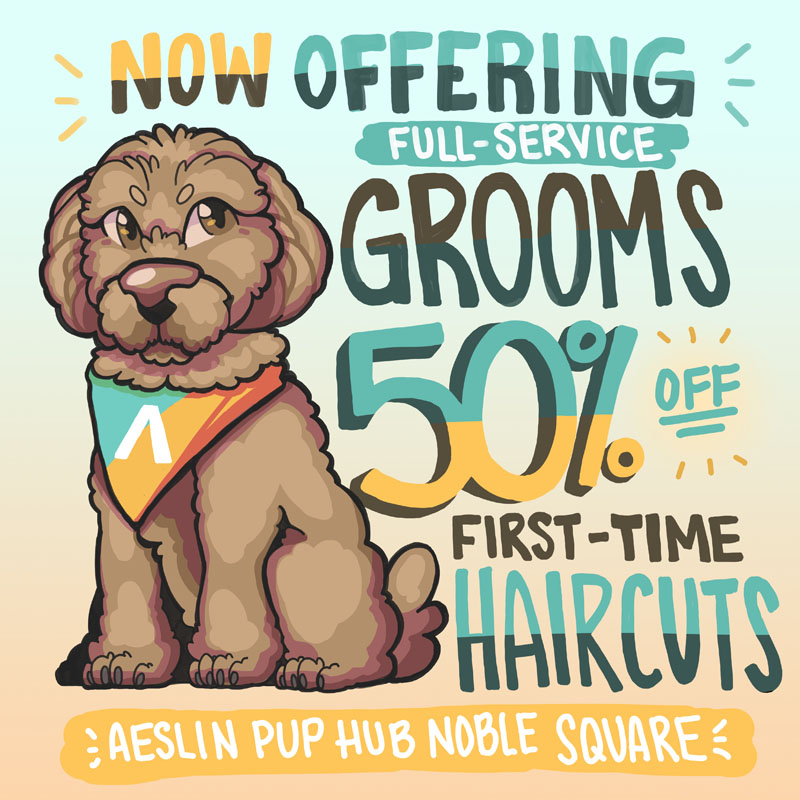 NOW OFFERING
FULL-SERVICE
GROOMS
50% OFF
FIRST-TIME
HAIRCUTS
AESLIN PUP HUB NOBLE SQUARE